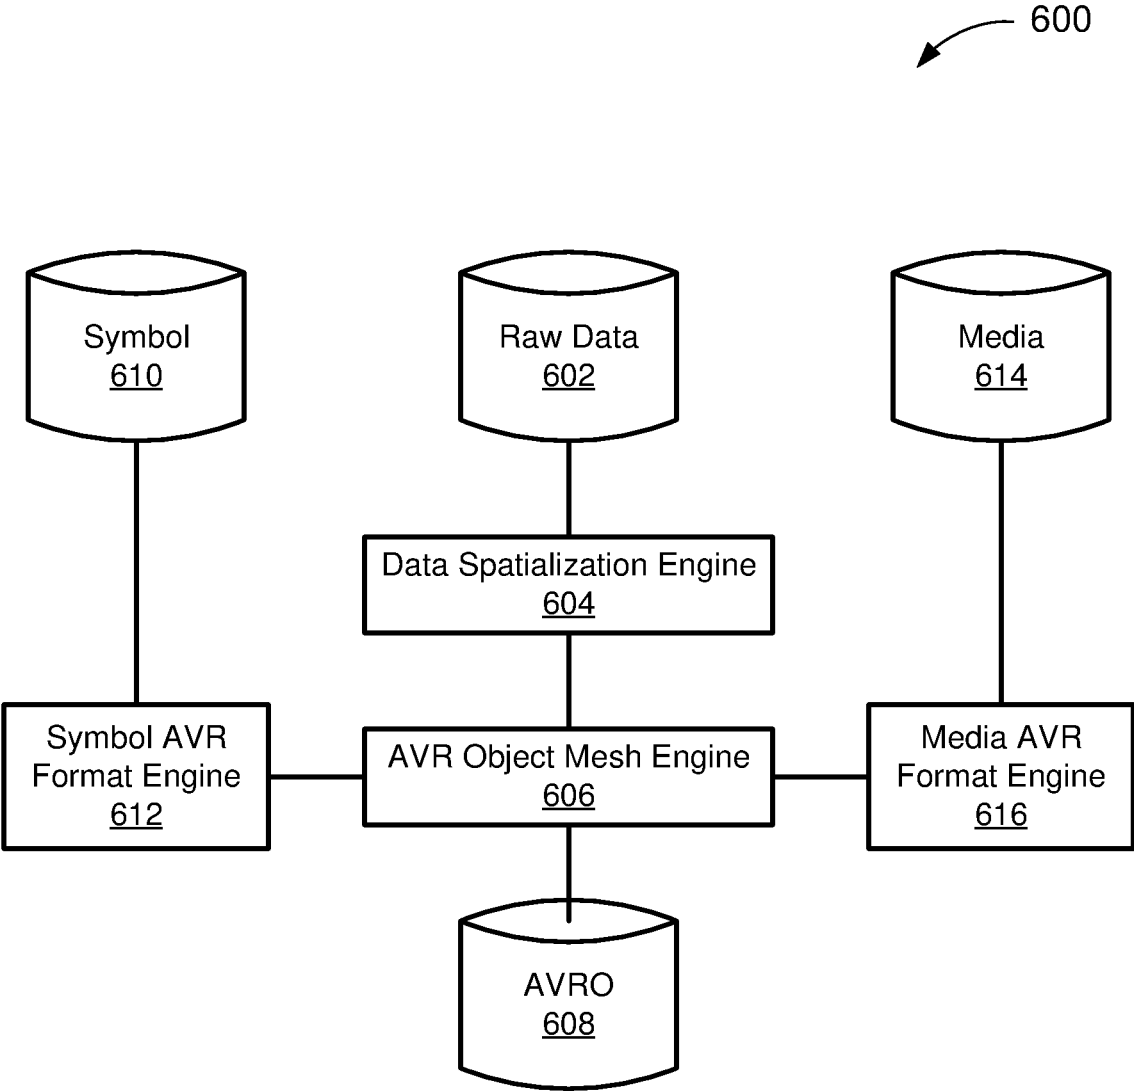 600
Symbol
610
Raw Data
602
Media
614
Data Spatialization Engine
604
Symbol AVR
Format Engine
612
AVR Object Mesh Engine
606
Media AVR
Format Engine
616
AVRO
608